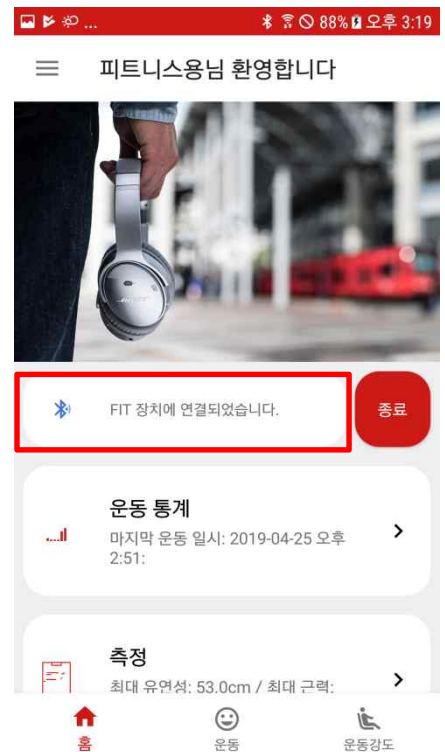 ... 88% 오후 3:19
피트니스용님 환영합니다
FIT 장치에 연결되었습니다.
종료
운동 통계
마지막 운동 일시: 2019-04-25 오후
2:51:
측정
최대 유연성: 53.0cm / 최대 근력:
홈
운동
운동강도